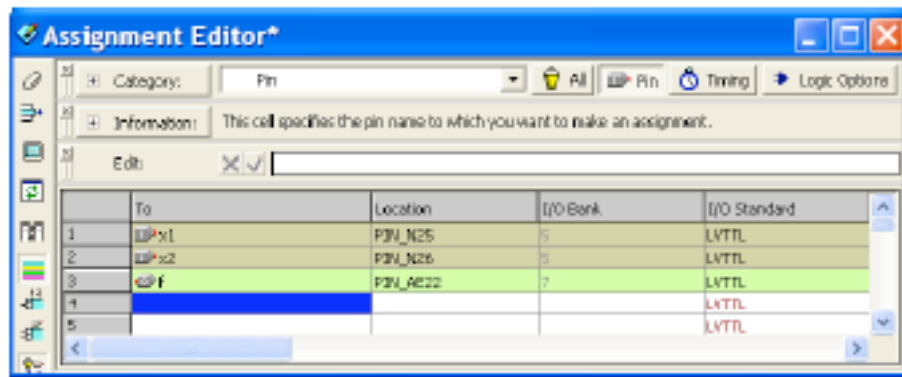 Assignment Editor*
Category: Pin All Pin Timing Logic Options
Information: This cell specifies the pin name to which you want to make an assignment.
Edit:
To Location I/O Bank I/O Standard
1 x1 PIN_N25 5 LVTTL
2 x2 PIN_N26 5 LVTTL
3 f PIN_AE22 7 LVTTL
4 LVTTL
5 LVTTL